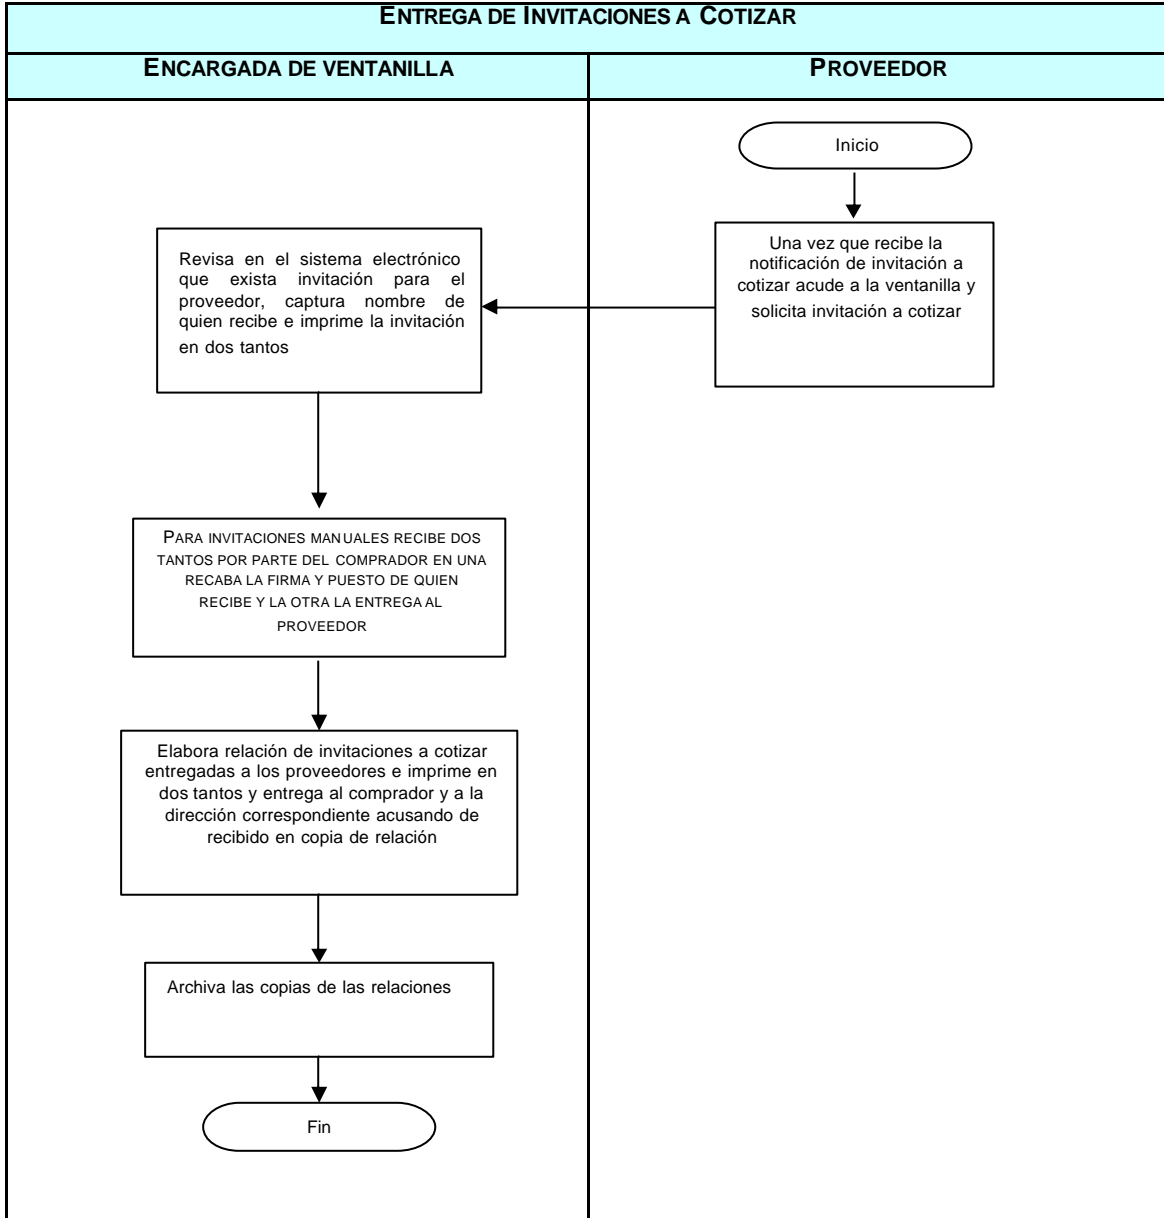 ENTREGA DE INVITACIONES A COTIZAR
ENCARGADA DE VENTANILLA
PROVEEDOR
Inicio
Una vez que recibe la
notificación de invitación a
cotizar acude a la ventanilla y
solicita invitación a cotizar
Revisa en el sistema electrónico
que exista invitación para el
proveedor, captura nombre de
quien recibe e imprime la invitación
en dos tantos
PARA INVITACIONES MANUALES RECIBE DOS
TANTOS POR PARTE DEL COMPRADOR EN UNA
RECABA LA FIRMA Y PUESTO DE QUIEN
RECIBE Y LA OTRA LA ENTREGA AL
PROVEEDOR
Elabora relación de invitaciones a cotizar
entregadas a los proveedores e imprime en
dos tantos y entrega al comprador y a la
dirección correspondiente acusando de
recibido en copia de relación
Archiva las copias de las relaciones
Fin